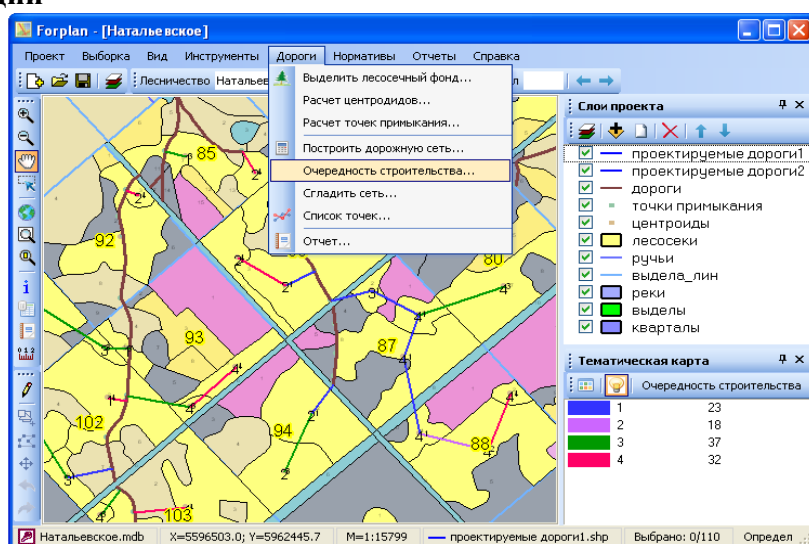 ции
Forplan - [Натальевское]
Проект Выборка Вид Инструменты Дороги Нормативы Отчеты Справка
Лесничество Натальев
Выделить лесосечный фонд...
Расчет центродидов...
Расчет точек примыкания...
Построить дорожную сеть...
Очередность строительства...
Сгладить сеть...
Список точек...
Отчет...
Слои проекта
проектируемые дороги1
проектируемые дороги2
дороги
точки примыкания
центроиды
лесосеки
ручьи
выдела_лин
реки
выделы
кварталы
Тематическая карта
Очередность строительства
1 23
2 18
3 37
4 32
85
92
80
93
87
102
94
88
103
Натальевское.mdb X=5596503.0; Y=5962445.7 М=1:15799 проектируемые дороги1.shp Выбрано: 0/110 Определ